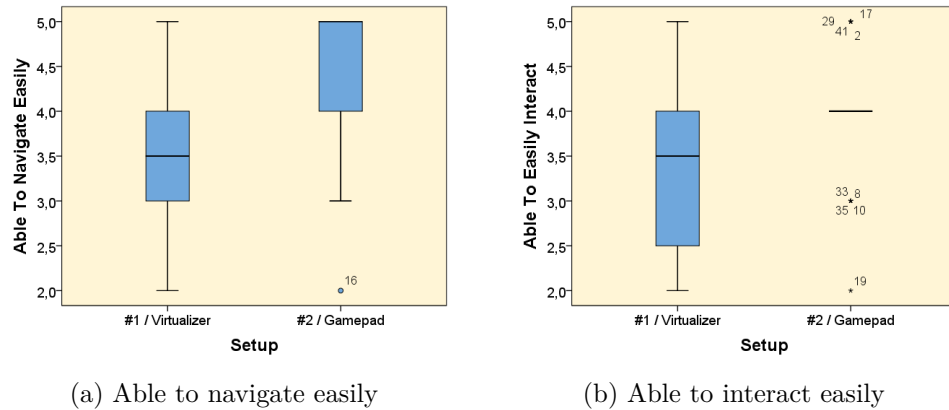 Able To Navigate Easily
5,0
4,5
4,0
3,5
3,0
2,5
2,0
16
#1 / Virtualizer
#2 / Gamepad
Setup
(a) Able to navigate easily
Able To Easily Interact
5,0
4,5
4,0
3,5
3,0
2,5
2,0
29 17
41 2
33 8
35 10
19
#1 / Virtualizer
#2 / Gamepad
Setup
(b) Able to interact easily